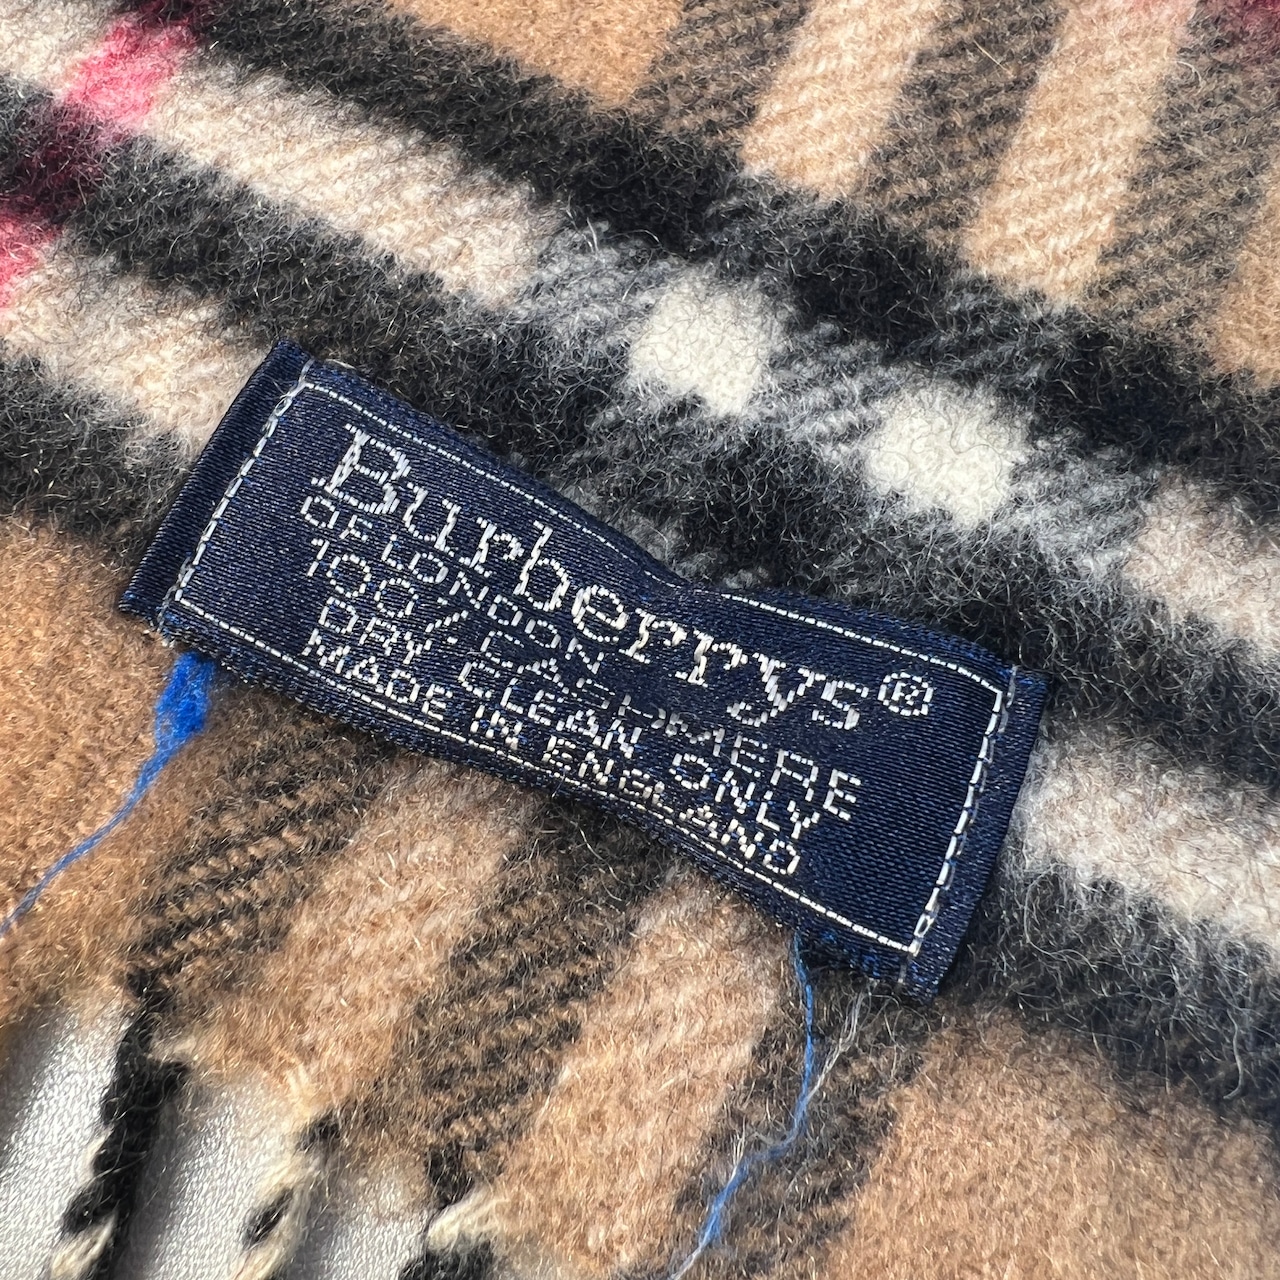 Burberrys®
OF LONDON
100% CASHMERE
DRY CLEAN ONLY
MADE IN ENGLAND